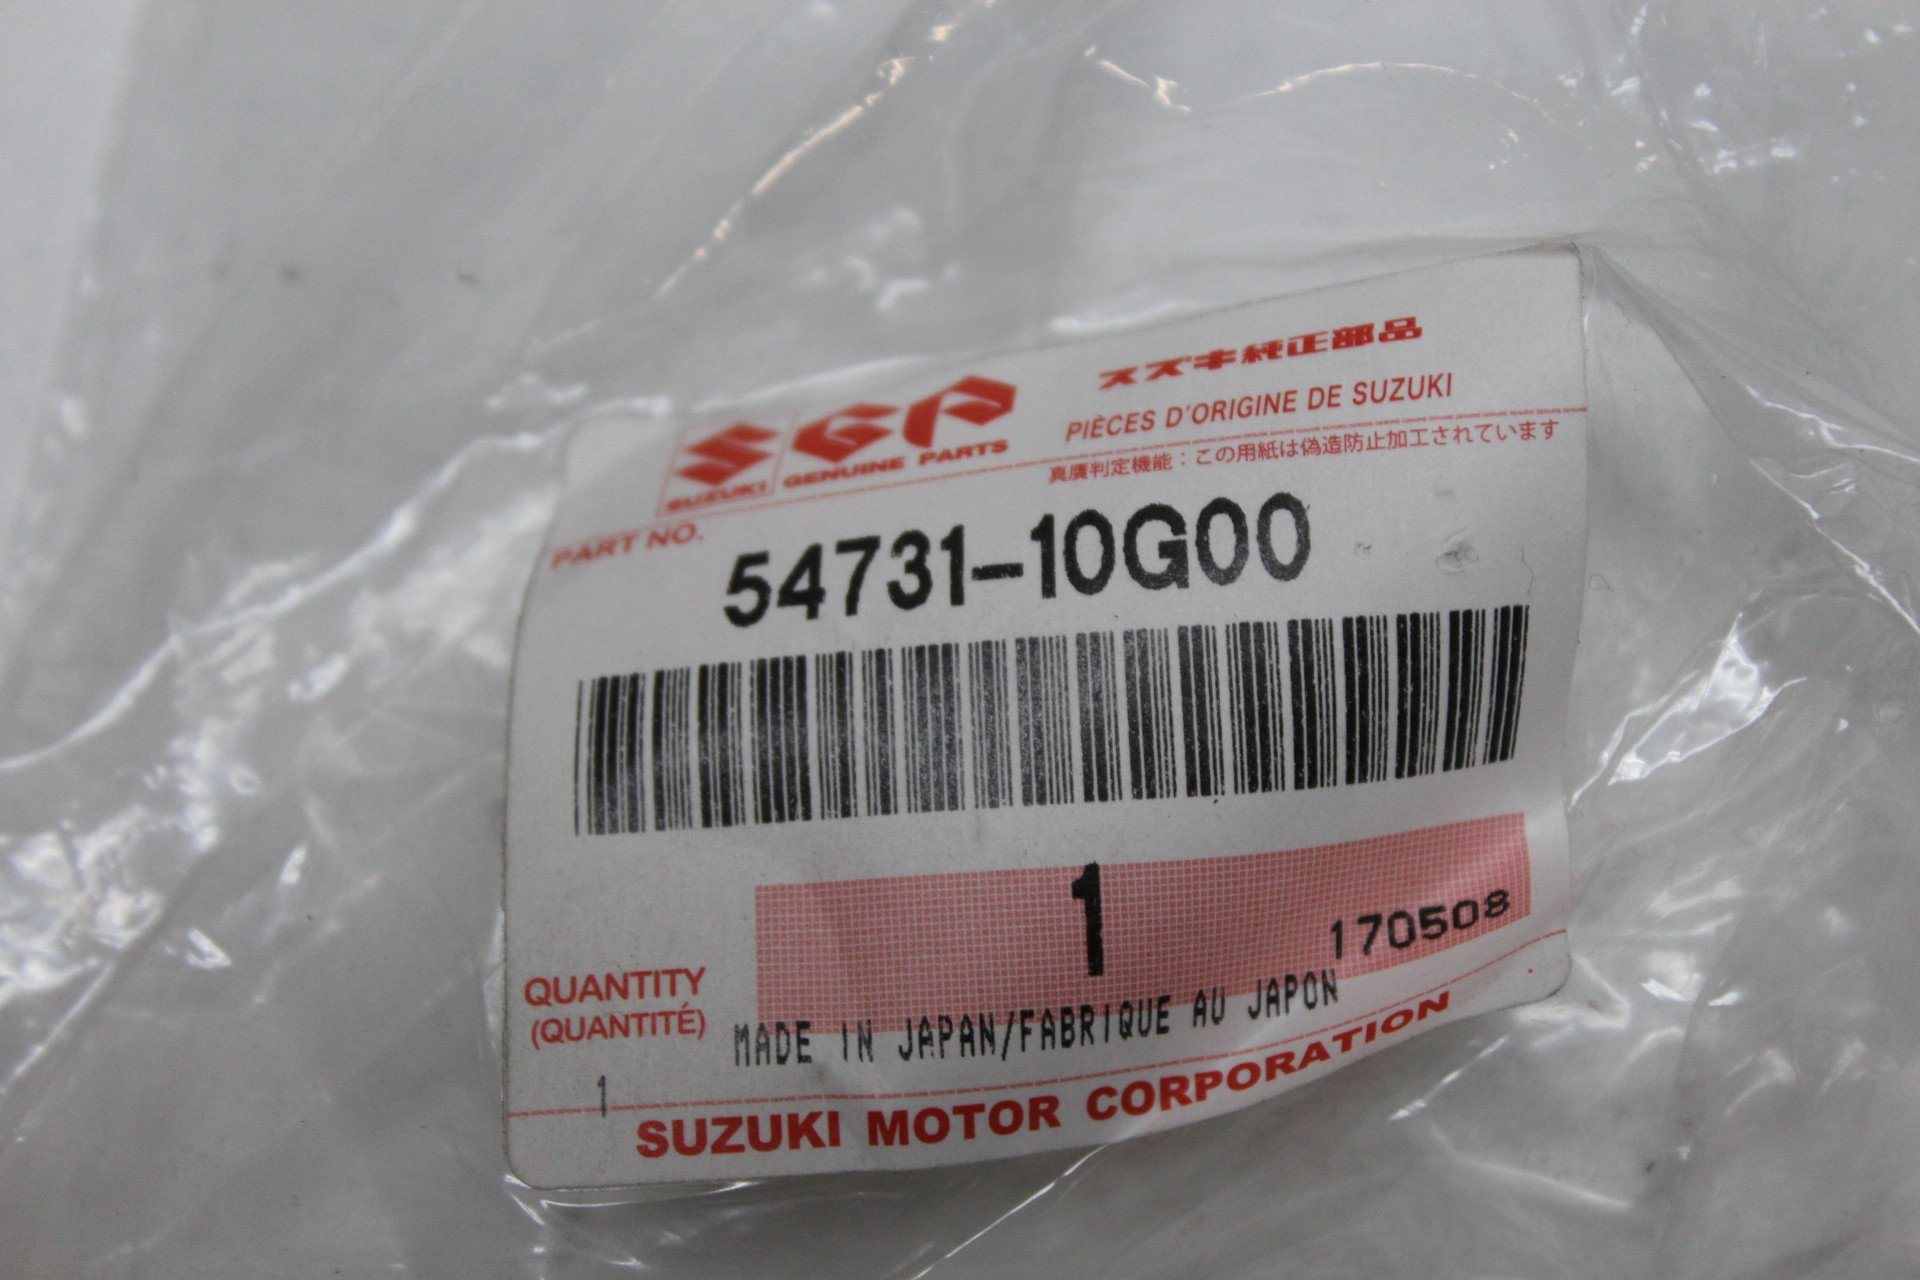 スズキ純正部品
SGP
PIÈCES D'ORIGINE DE SUZUKI
SUZUKI GENUINE PARTS
真贋判定機能：この用紙は偽造防止加工されています
PART NO.
54731-10G00
1
170508
QUANTITY
(QUANTITÉ)
MADE IN JAPAN/FABRIQUE AU JAPON
1
SUZUKI MOTOR CORPORATION